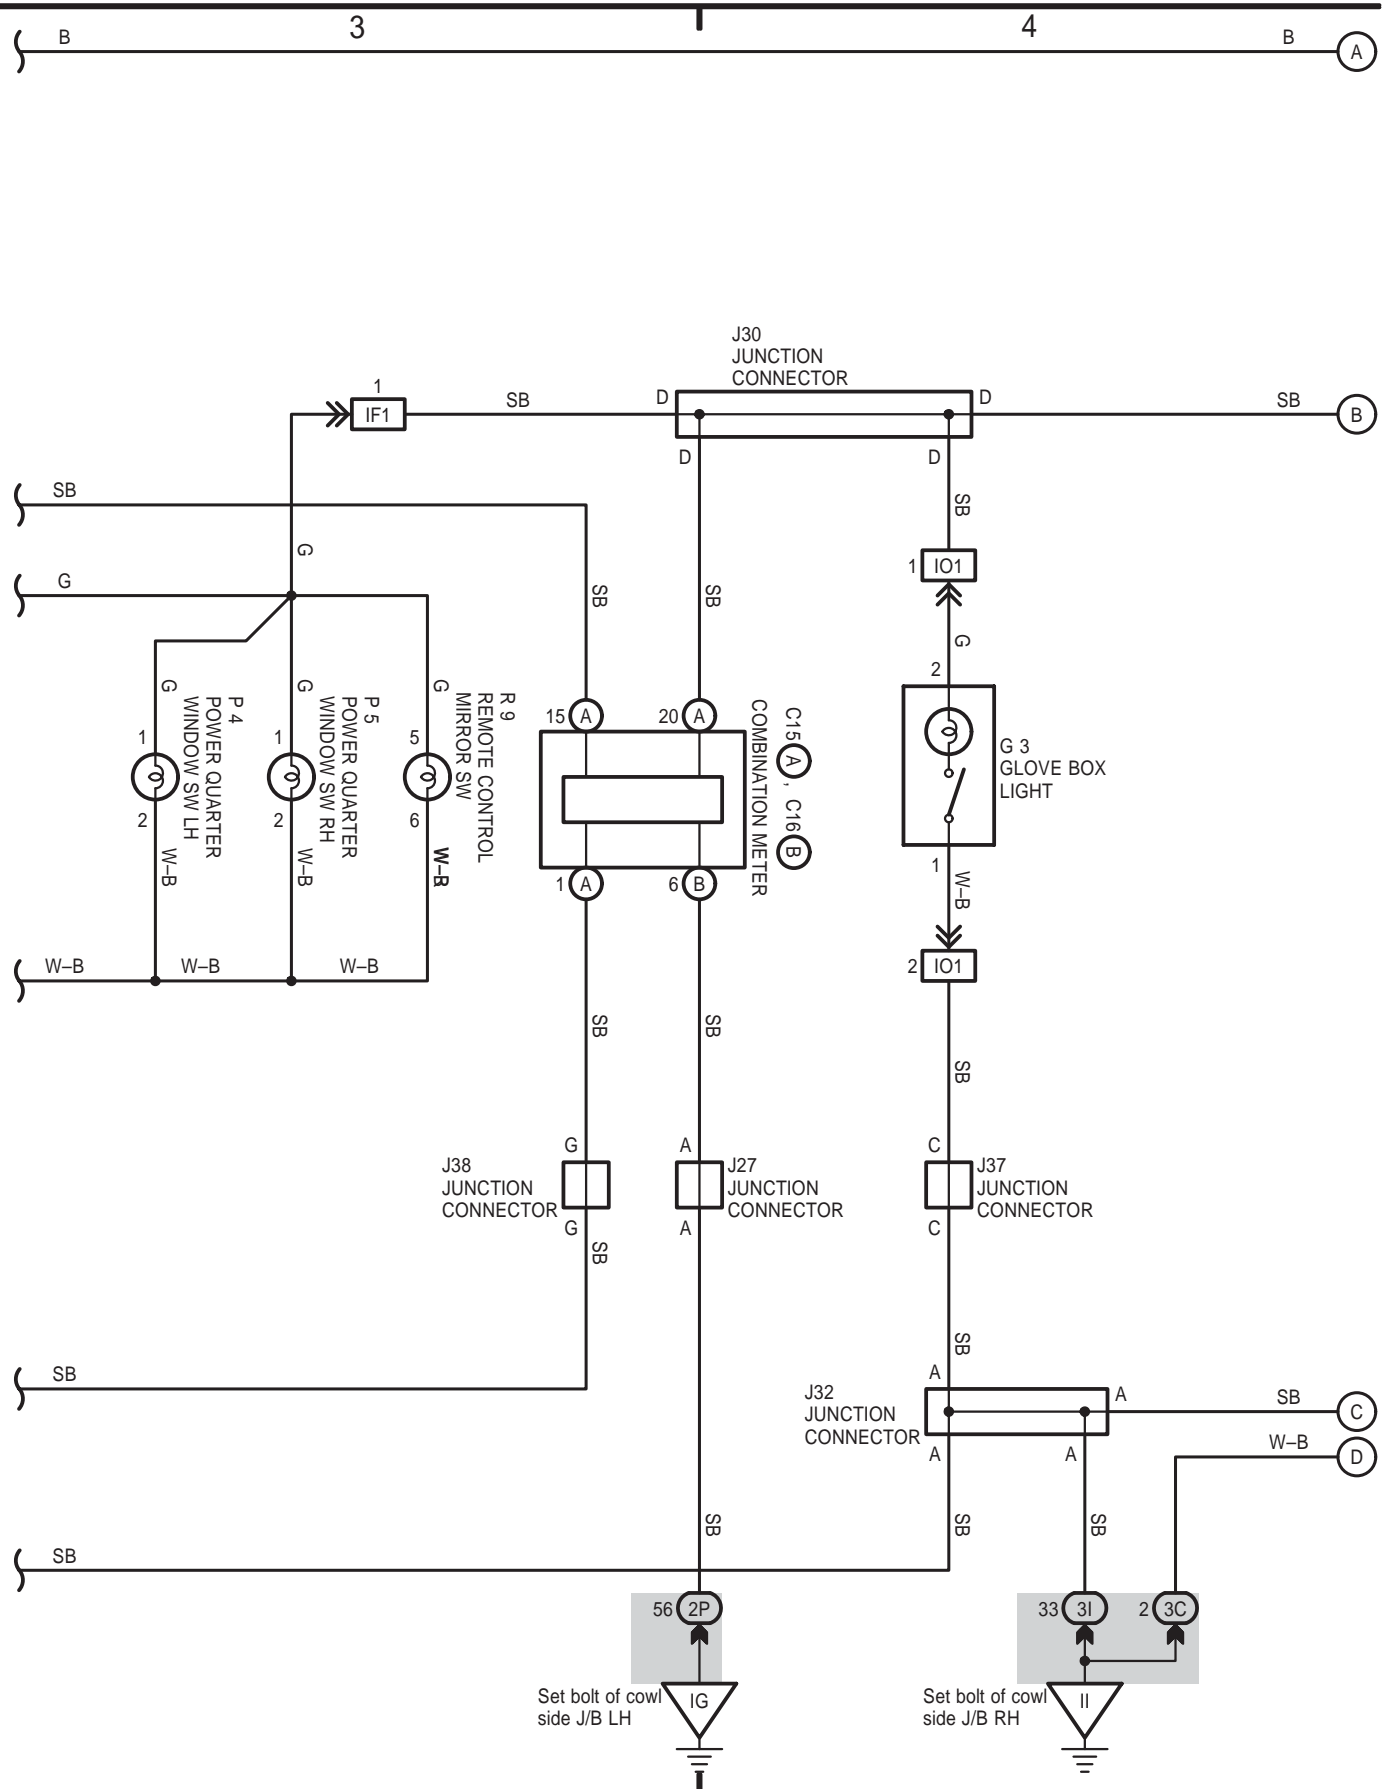 3
4
B
B
A
J30
JUNCTION
CONNECTOR
1
IF1
SB
D
D
SB
B
D
D
SB
SB
G
G
SB
SB
1
IO1
G
2
G
G
G
P 4
POWER QUARTER
WINDOW SW LH
P 5
POWER QUARTER
WINDOW SW RH
R 9
REMOTE CONTROL
MIRROR SW
1
2
1
2
5
6
W–B
W–B
W–B
15
A
20
A
1
A
6
B
C15 A , C16 B
COMBINATION METER
G 3
GLOVE BOX
LIGHT
1
W–B
2
IO1
W–B
W–B
W–B
SB
SB
SB
G
J38
JUNCTION
CONNECTOR
G
SB
A
J27
JUNCTION
CONNECTOR
A
C
J37
JUNCTION
CONNECTOR
C
SB
SB
A
J32
JUNCTION
CONNECTOR
A
SB
C
A
A
W–B
D
SB
SB
SB
SB
56
2P
33
3I
2
3C
Set bolt of cowl
side J/B LH
IG
Set bolt of cowl
side J/B RH
II